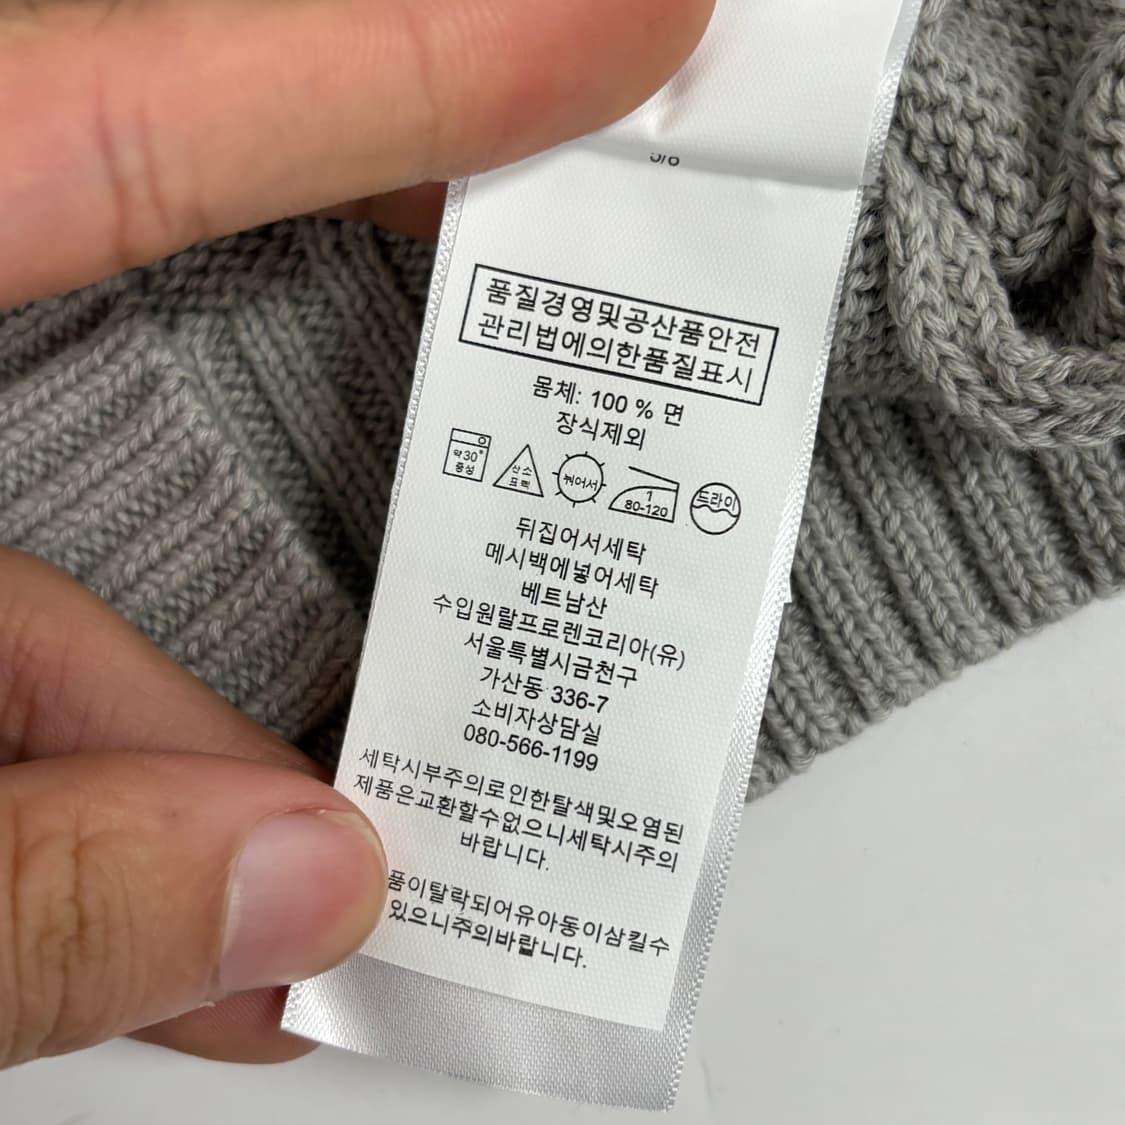 5/6
품질경영및공산품안전
관리법에의한품질표시
몸체: 100 % 면
장식제외
약30°
중성
산소
표백
뉘어서
1
80-120
드라이
뒤집어서세탁
메시백에넣어세탁
베트남산
수입원랄프로렌코리아(유)
서울특별시금천구
가산동 336-7
소비자상담실
080-566-1199
세탁시부주의로인한탈색및오염된
제품은교환할수없으니세탁시주의
바랍니다.
품이탈락되어유아동이삼킬수
있으니주의바랍니다.